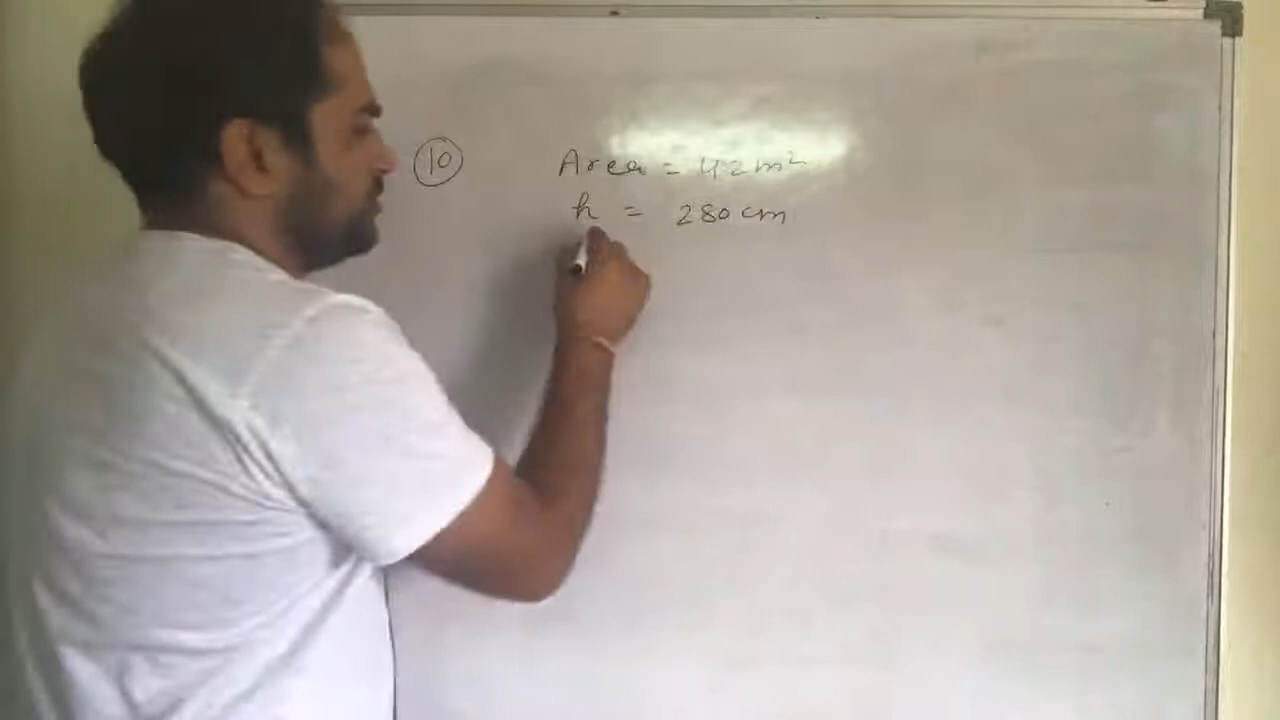 10
Area = 42m²
h = 280 cm